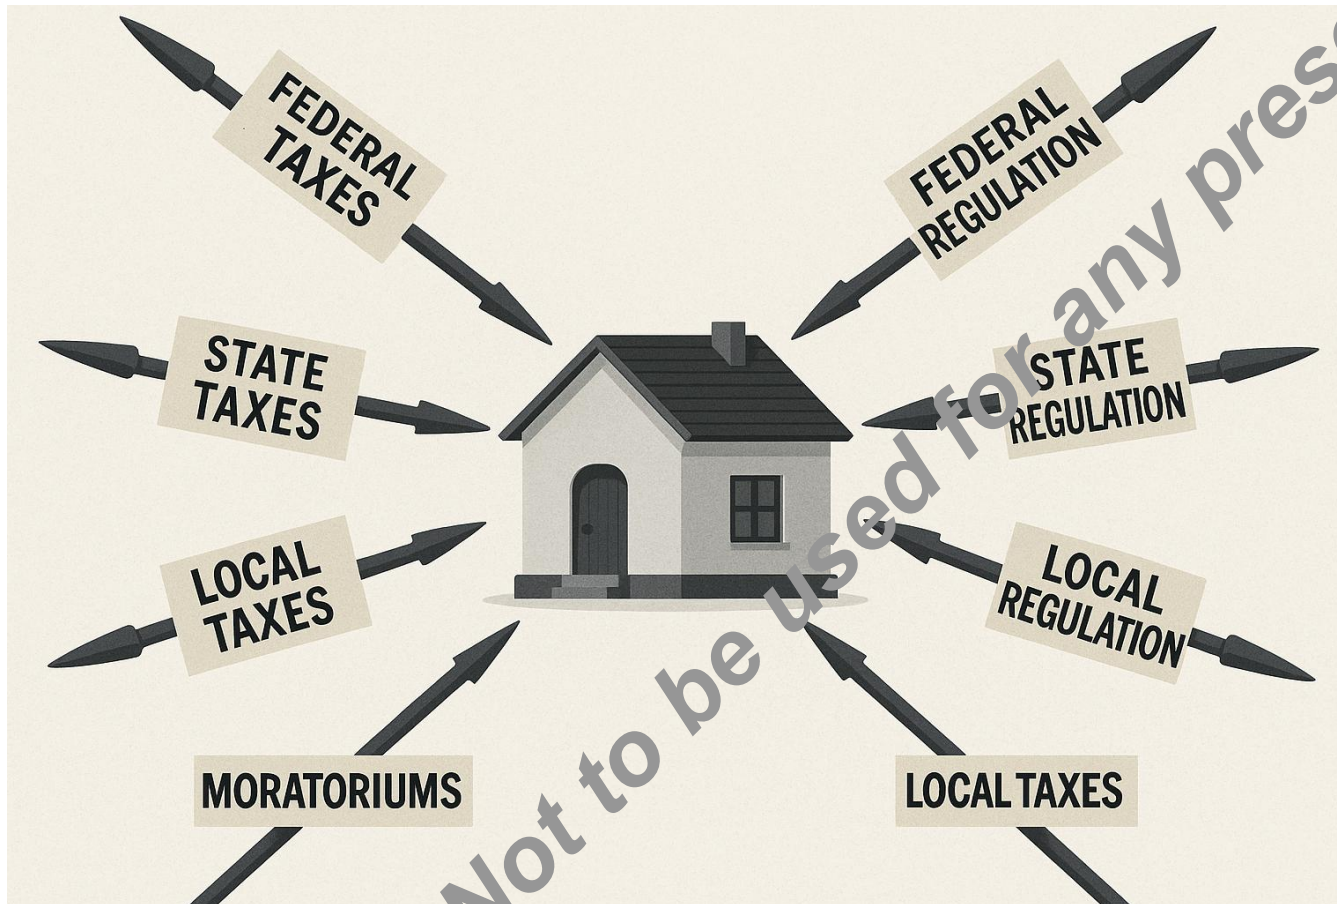 FEDERAL
TAXES
FEDERAL
REGULATION
STATE
TAXES
STATE
REGULATION
LOCAL
TAXES
LOCAL
REGULATION
MORATORIUMS
LOCAL TAXES
Not to be used for any